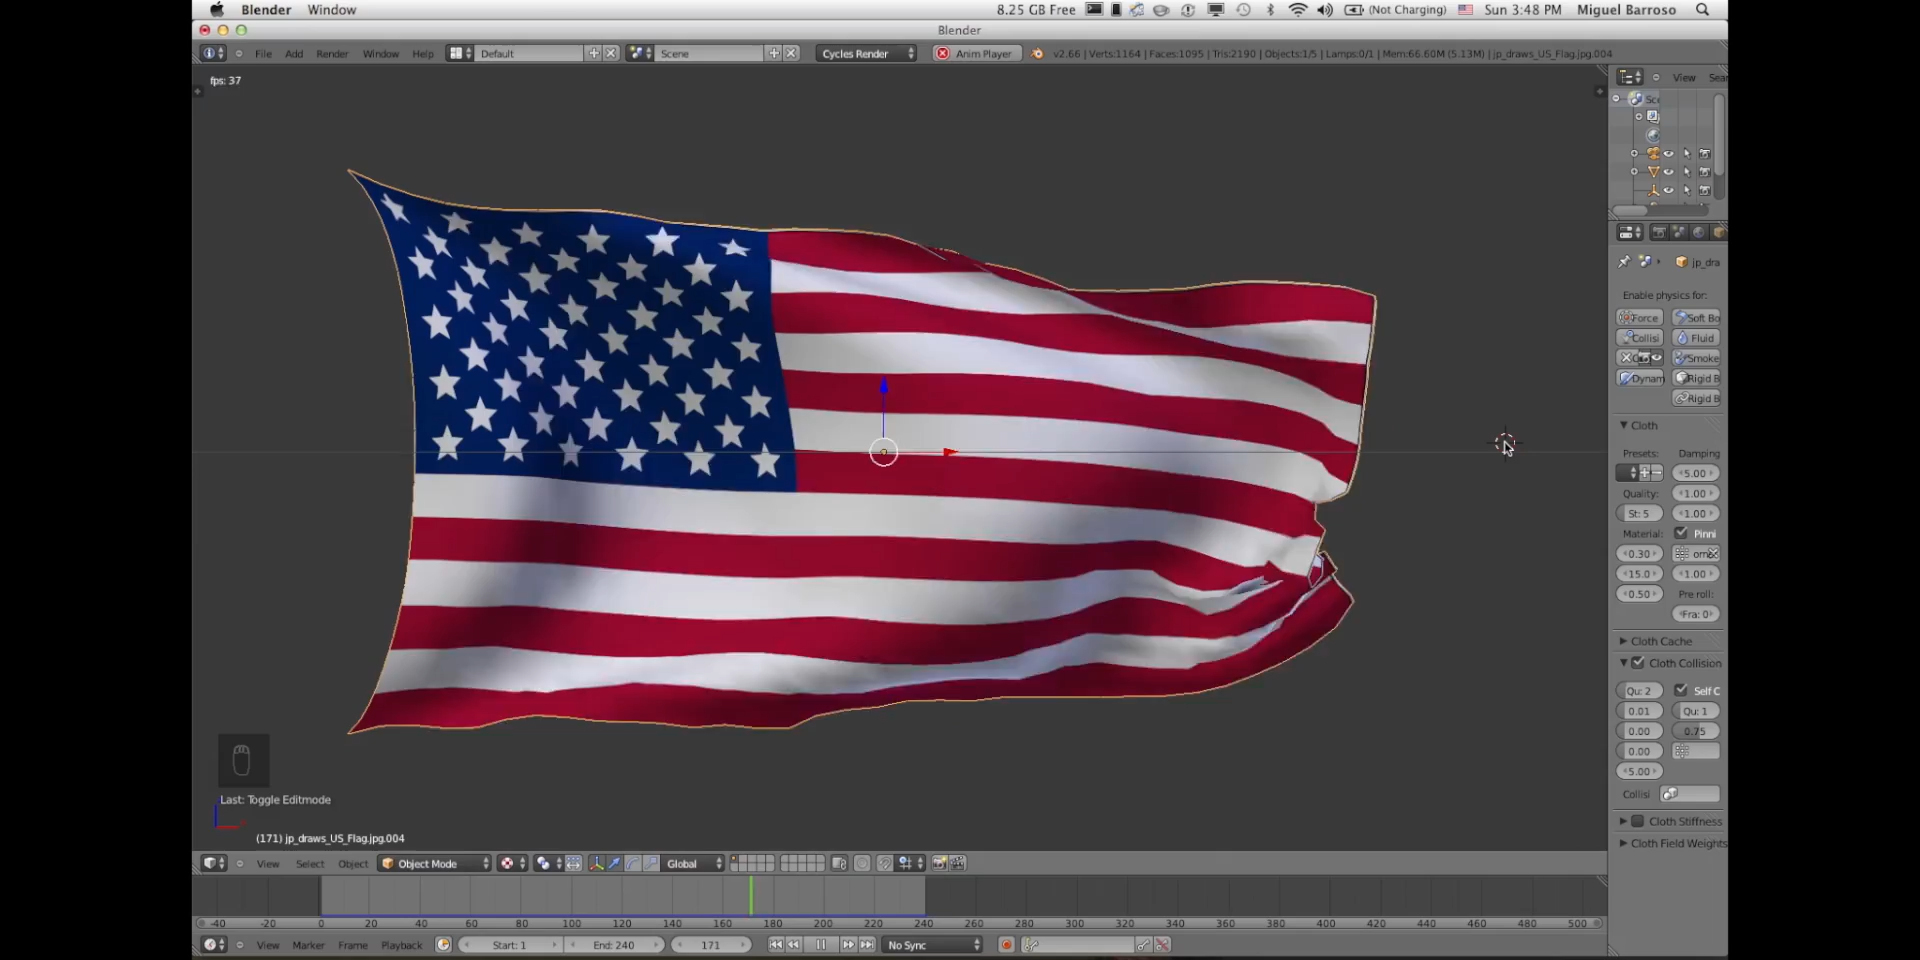 Blender Window 8.25 GB Free (Not Charging) Sun 3:48 PM Miguel Barroso
Blender
File Add Render Window Help Default Scene Cycles Render Anim Player v2.66 | Verts:1164 | Faces:1095 | Tris:2190 | Objects:1/5 | Lamps:0/1 | Mem:66.60M (5.13M) | jp_draws_US_Flag.jpg.004
fps: 37
View Sea
Sce
jp_dra
Enable physics for:
Force Soft Bo
Collisi Fluid
Smoke
Dynam Rigid B
Rigid B
Cloth
Presets: Damping
5.00
Quality: 1.00
St: 5 1.00
Material: Pinni
0.30
15.0 1.00
0.50 Pre roll:
Fra: 0
Cloth Cache
Cloth Collision
Qu: 2 Self C
0.01 Qu: 1
0.00 0.75
0.00
5.00
Collisi
Cloth Stiffness
Cloth Field Weights
Last: Toggle Editmode
(171) jp_draws_US_Flag.jpg.004
View Select Object Object Mode Global
-40 -20 0 20 40 60 80 100 120 140 160 180 200 220 240 260 280 300 320 340 360 380 400 420 440 460 480 500
View Marker Frame Playback Start: 1 End: 240 171 No Sync